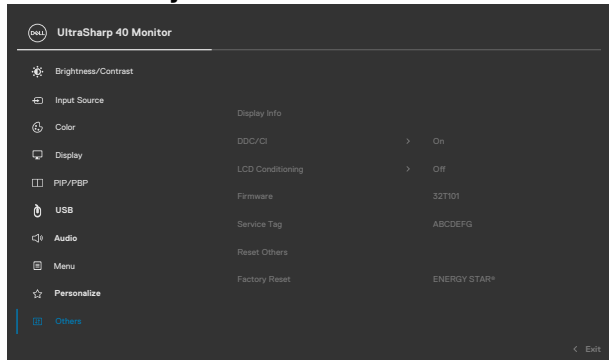 DELL UltraSharp 40 Monitor
Brightness/Contrast
Input Source
Color
Display
PIP/PBP
USB
Audio
Menu
Personalize
Others
Display Info
DDC/CI > On
LCD Conditioning > Off
Firmware 32T101
Service Tag ABCDEFG
Reset Others
Factory Reset ENERGY STAR®
< Exit